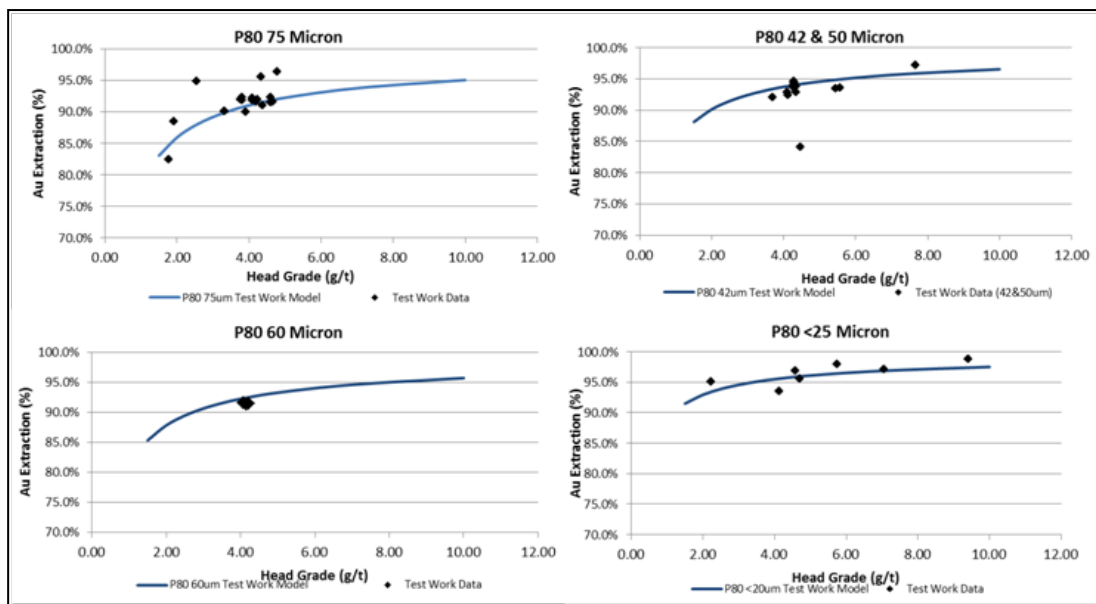 P80 75 Micron
Au Extraction (%)
100.0%
95.0%
90.0%
85.0%
80.0%
75.0%
70.0%
0.00 2.00 4.00 6.00 8.00 10.00 12.00
Head Grade (g/t)
P80 75um Test Work Model Test Work Data
P80 42 & 50 Micron
Au Extraction (%)
100.0%
95.0%
90.0%
85.0%
80.0%
75.0%
70.0%
0.00 2.00 4.00 6.00 8.00 10.00 12.00
Head Grade (g/t)
P80 42um Test Work Model Test Work Data (42&50um)
P80 60 Micron
Au Extraction (%)
100.0%
95.0%
90.0%
85.0%
80.0%
75.0%
70.0%
0.00 2.00 4.00 6.00 8.00 10.00 12.00
Head Grade (g/t)
P80 60um Test Work Model Test Work Data
P80 <25 Micron
Au Extraction (%)
100.0%
95.0%
90.0%
85.0%
80.0%
75.0%
70.0%
0.00 2.00 4.00 6.00 8.00 10.00 12.00
Head Grade (g/t)
P80 <20um Test Work Model Test Work Data